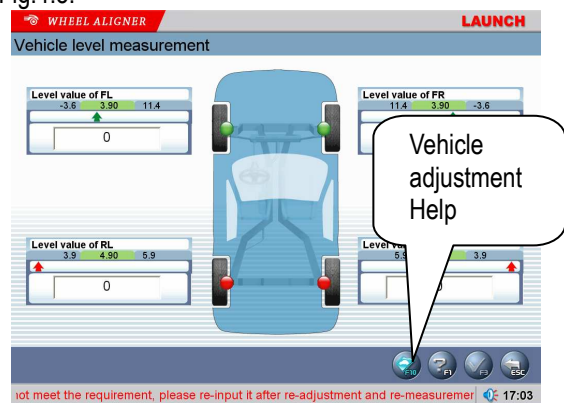 Fig.4.3.
WHEEL ALIGNER
LAUNCH
Vehicle level measurement
Level value of FL
-3.6 3.90 11.4
0
Level value of FR
11.4 3.90 -3.6
Vehicle
adjustment
Help
Level value of RL
3.9 4.90 5.9
0
3.9
F10 F1 F3 ESC
not meet the requirement, please re-input it after re-adjustment and re-measuremer 17:03